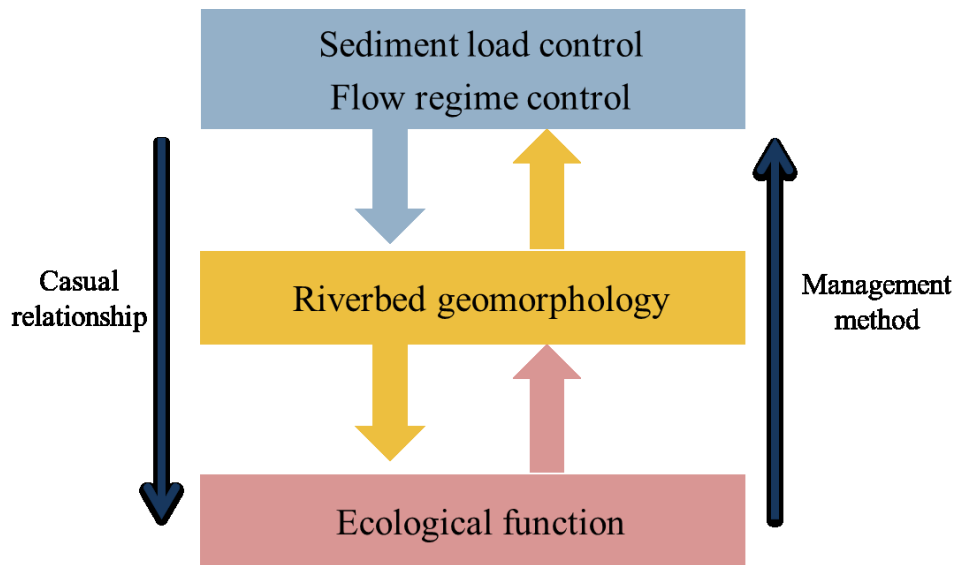 Sediment load control
Flow regime control
Casual
relationship
Riverbed geomorphology
Management
method
Ecological function